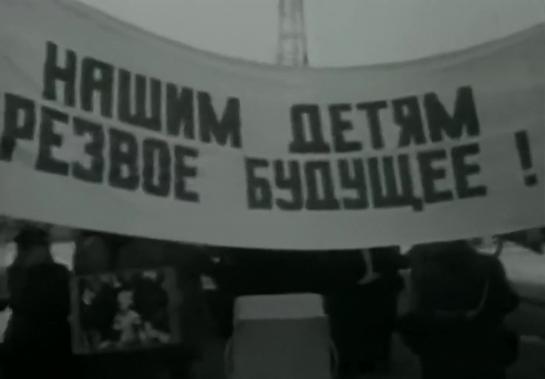 НАШИМ ДЕТЯМ
РЕЗВОЕ БУДУЩЕЕ!